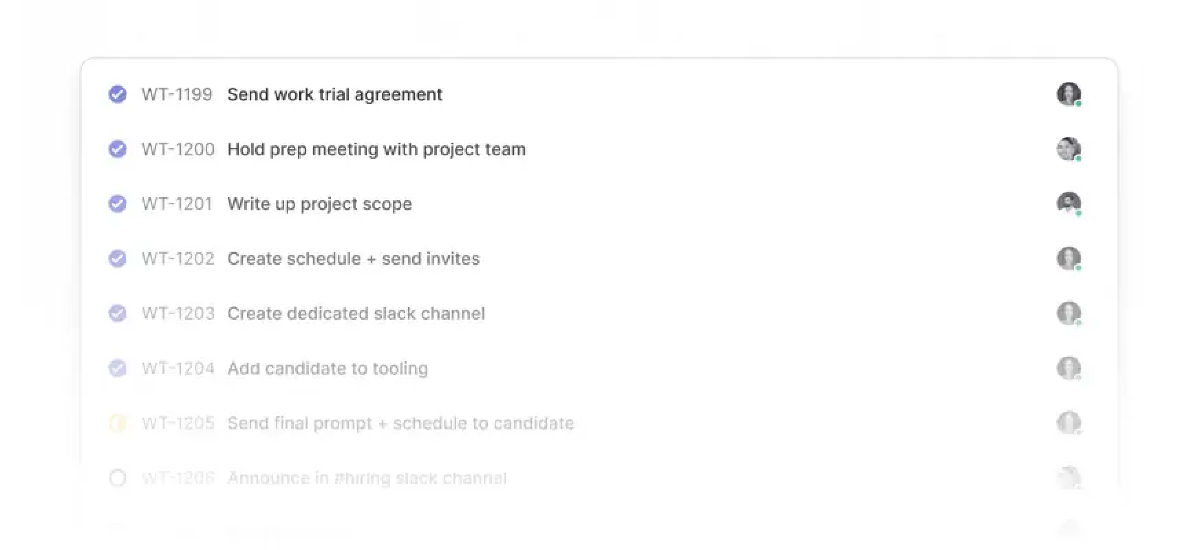 WT-1199 Send work trial agreement
WT-1200 Hold prep meeting with project team
WT-1201 Write up project scope
WT-1202 Create schedule + send invites
WT-1203 Create dedicated slack channel
WT-1204 Add candidate to tooling
WT-1205 Send final prompt + schedule to candidate
WT-1206 Announce in #hiring slack channel